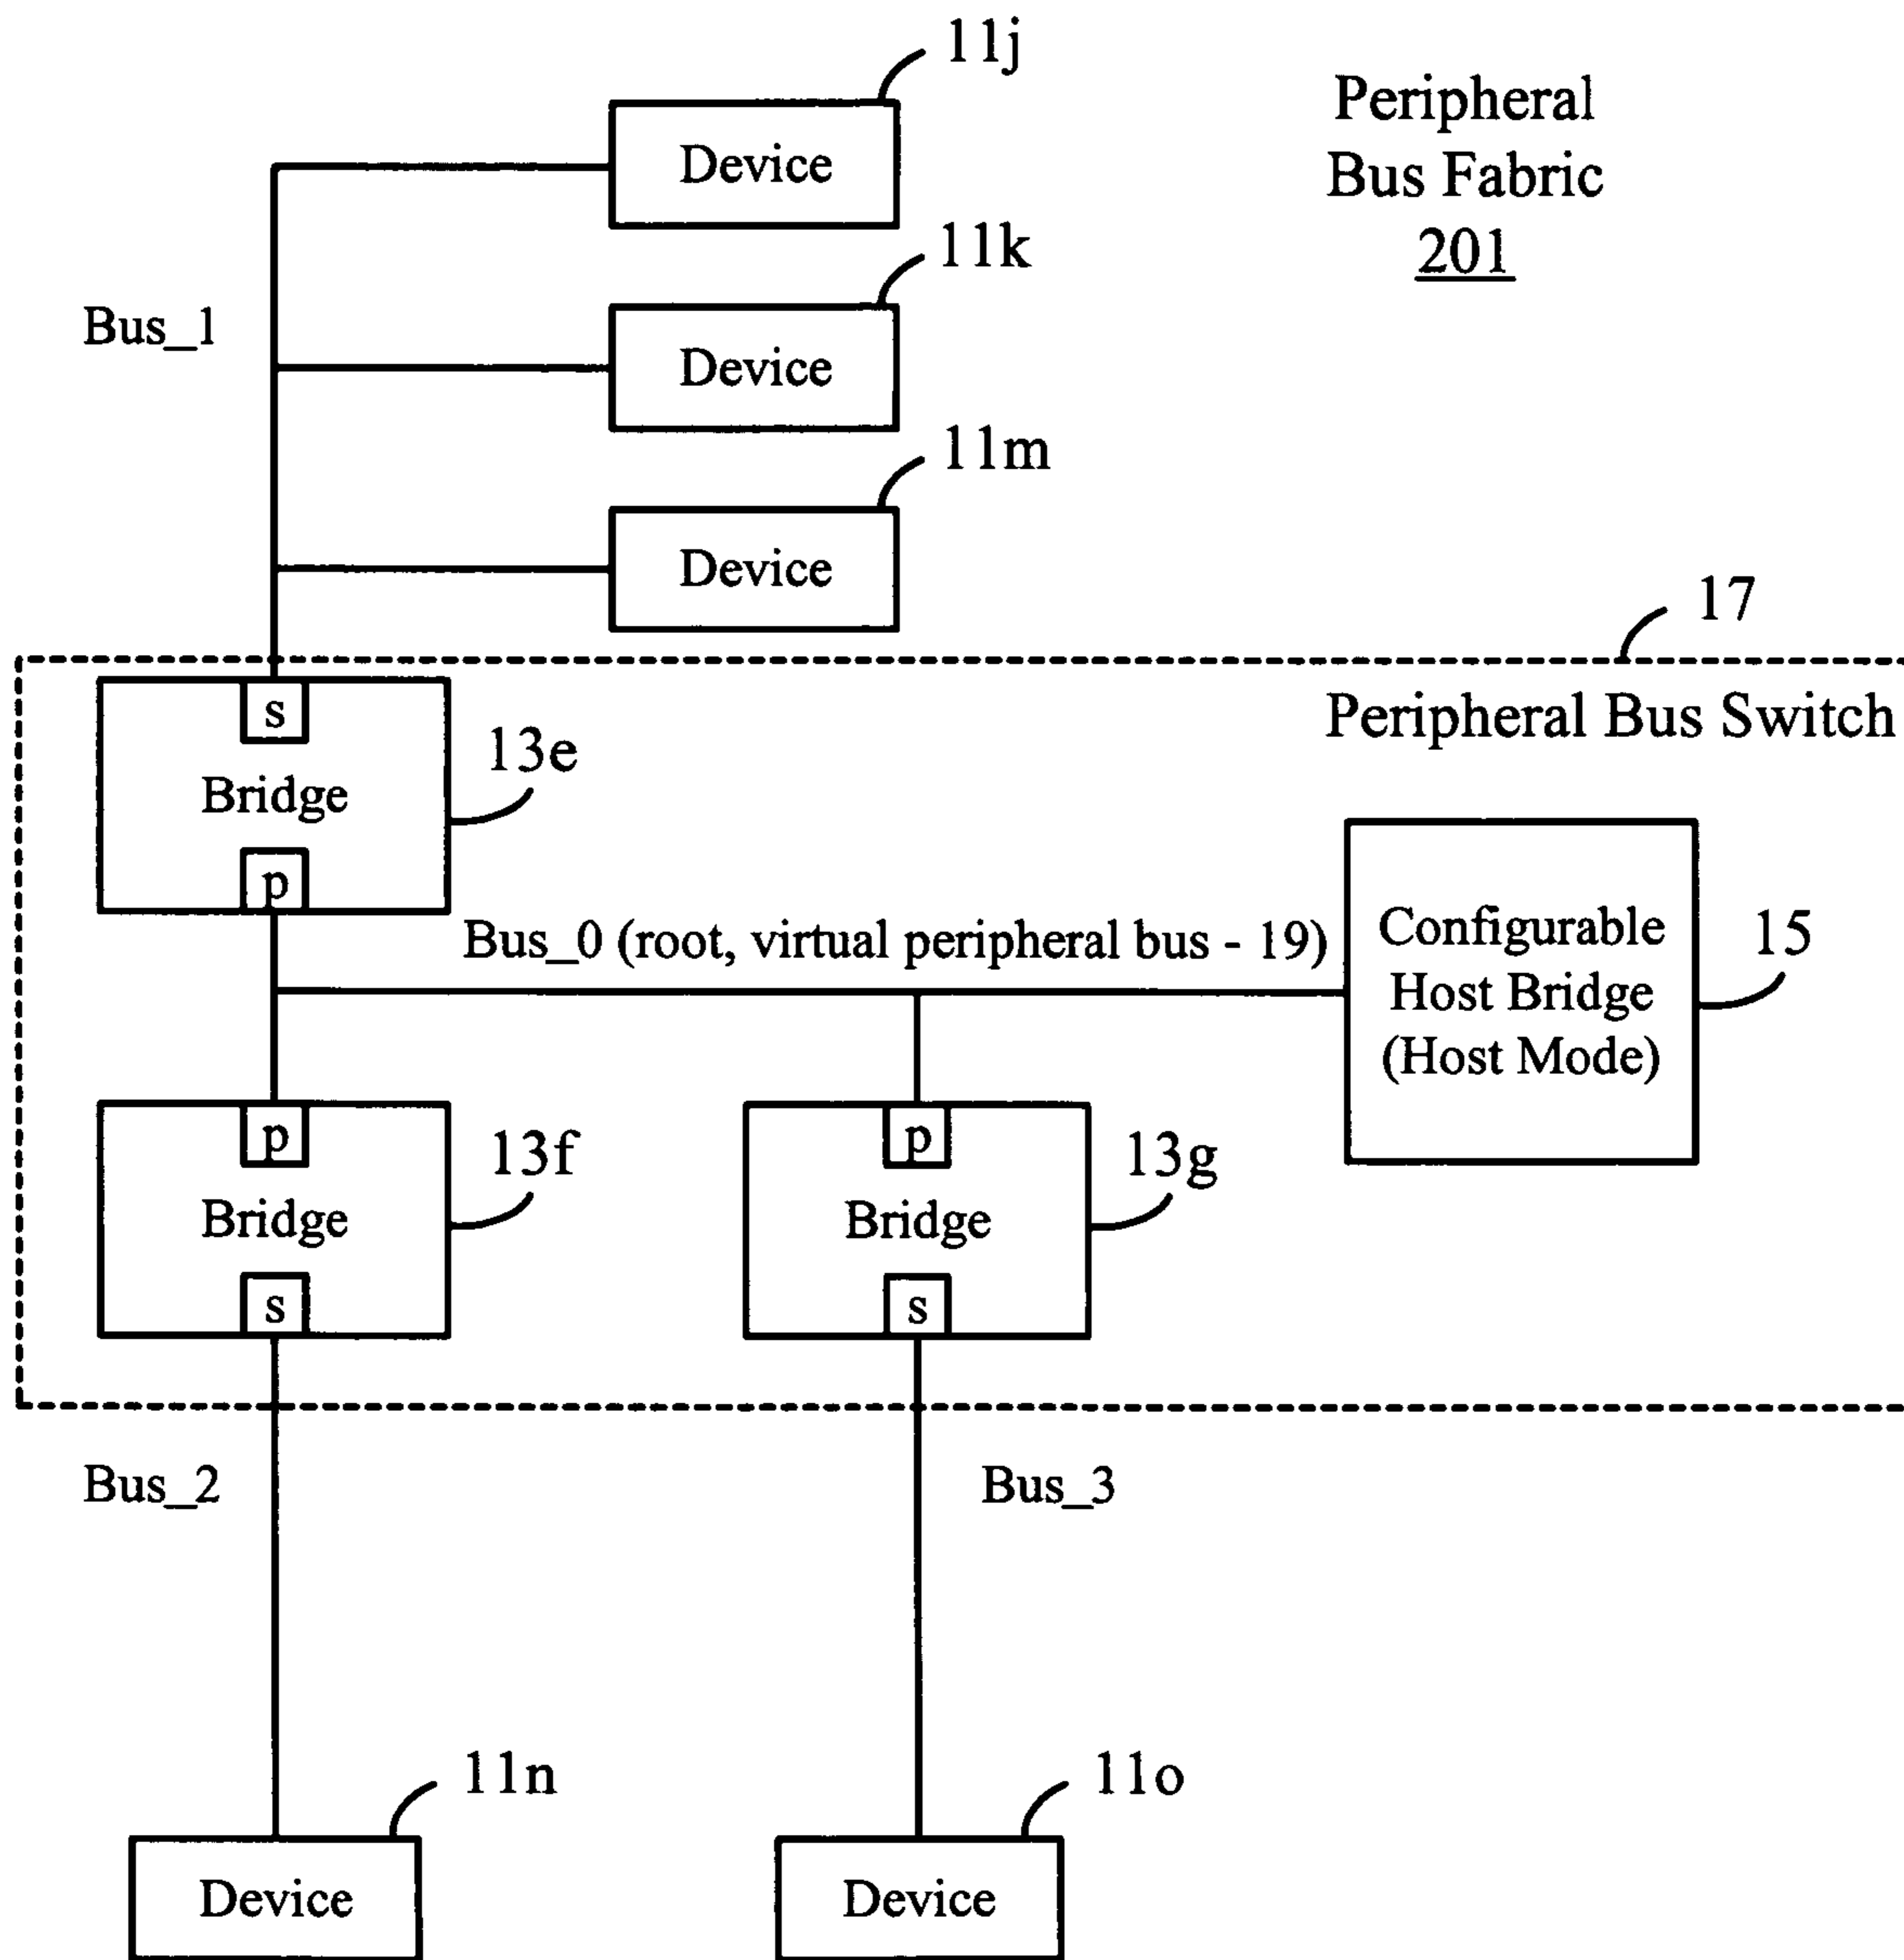 11j
Peripheral
Bus Fabric
201
Device
11k
Bus_1
Device
11m
Device
17
Peripheral Bus Switch
s
13e
Bridge
p
Bus_0 (root, virtual peripheral bus - 19)
Configurable
Host Bridge
(Host Mode)
15
p
13f
Bridge
s
p
13g
Bridge
s
Bus_2
Bus_3
11n
11o
Device
Device